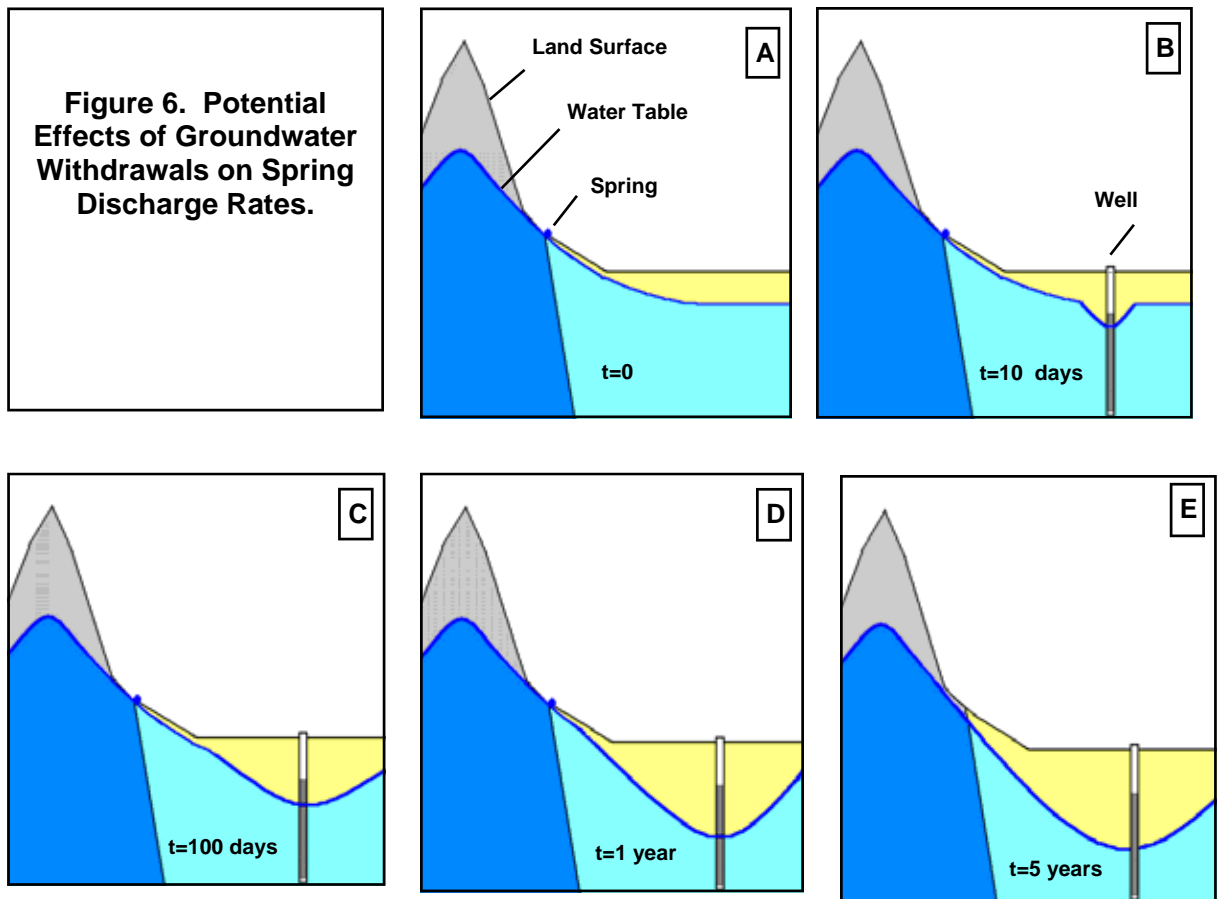 Figure 6. Potential
Effects of Groundwater
Withdrawals on Spring
Discharge Rates.
A
Land Surface
Water Table
Spring
t=0
B
Well
t=10 days
C
t=100 days
D
t=1 year
E
t=5 years